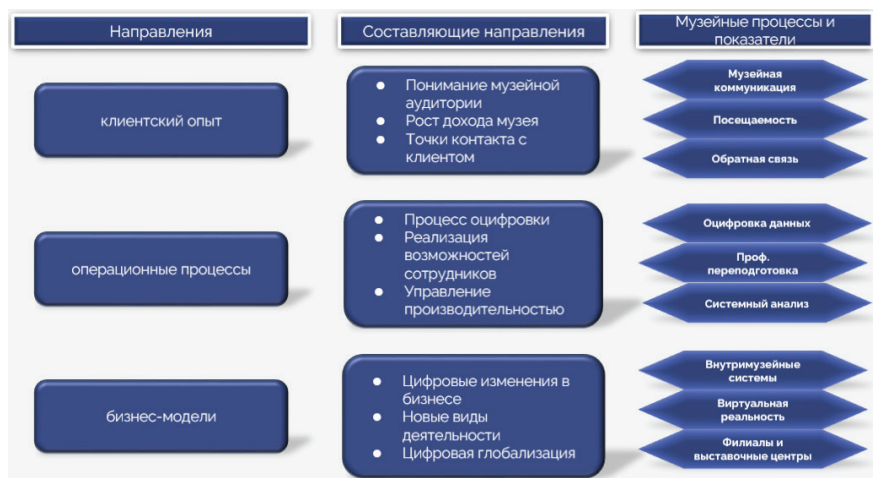 Направления
Составляющие направления
Музейные процессы и
показатели
клиентский опыт
● Понимание музейной
аудитории
● Рост дохода музея
● Точки контакта с
клиентом
Музейная
коммуникация
Посещаемость
Обратная связь
операционные процессы
● Процесс оцифровки
● Реализация
возможностей
сотрудников
● Управление
производительностью
Оцифровка данных
Проф.
переподготовка
Системный анализ
бизнес-модели
● Цифровые изменения в
бизнесе
● Новые виды
деятельности
● Цифровая глобализация
Внутримузейные
системы
Виртуальная
реальность
Филиалы и
выставочные центры